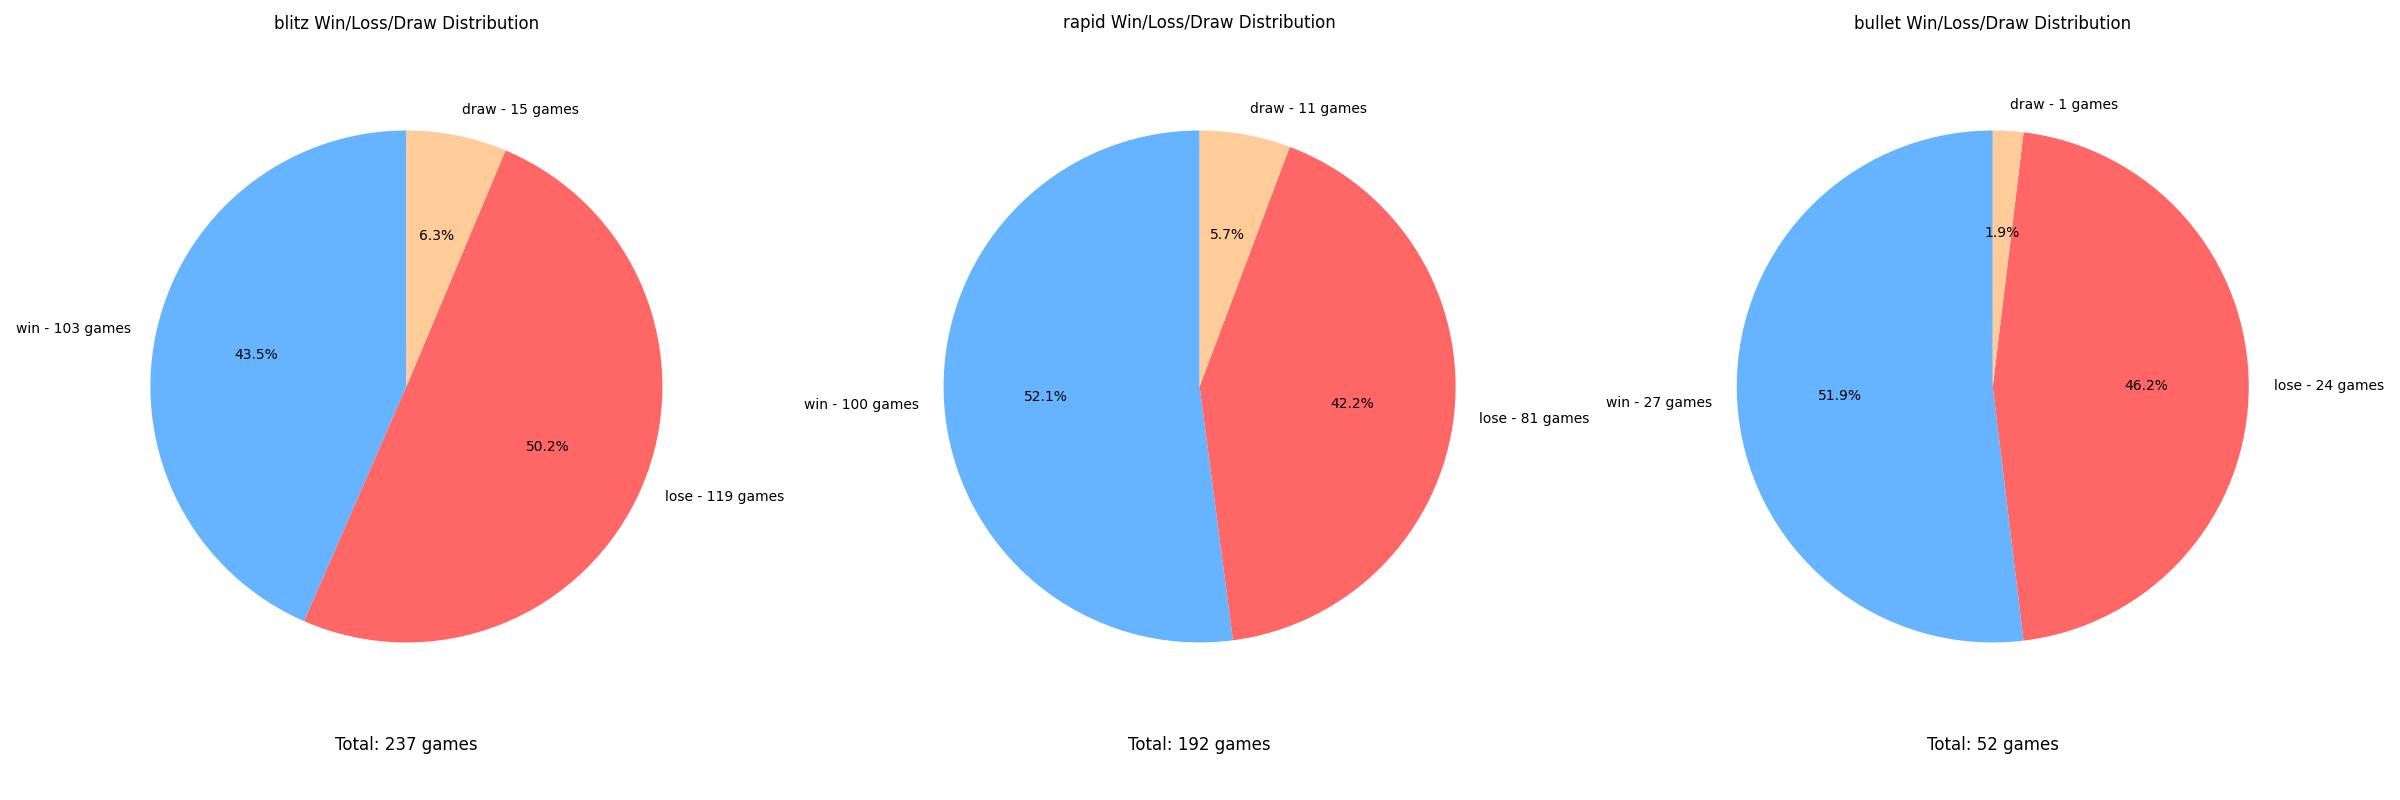 blitz Win/Loss/Draw Distribution
draw - 15 games
6.3%
win - 103 games
43.5%
50.2%
lose - 119 games
Total: 237 games
rapid Win/Loss/Draw Distribution
draw - 11 games
5.7%
win - 100 games
52.1%
42.2%
lose - 81 games
Total: 192 games
bullet Win/Loss/Draw Distribution
draw - 1 games
1.9%
win - 27 games
51.9%
46.2%
lose - 24 games
Total: 52 games